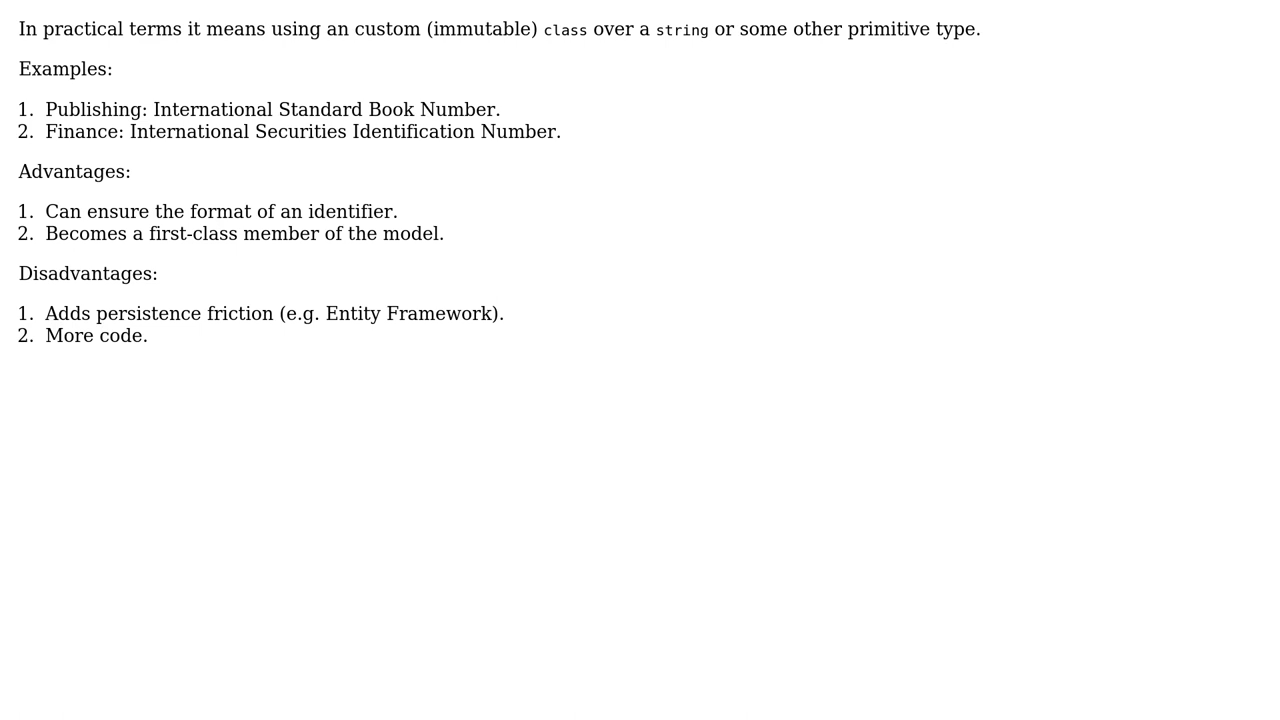 In practical terms it means using an custom (immutable) class over a string or some other primitive type.
Examples:
1. Publishing: International Standard Book Number.
2. Finance: International Securities Identification Number.
Advantages:
1. Can ensure the format of an identifier.
2. Becomes a first-class member of the model.
Disadvantages:
1. Adds persistence friction (e.g. Entity Framework).
2. More code.